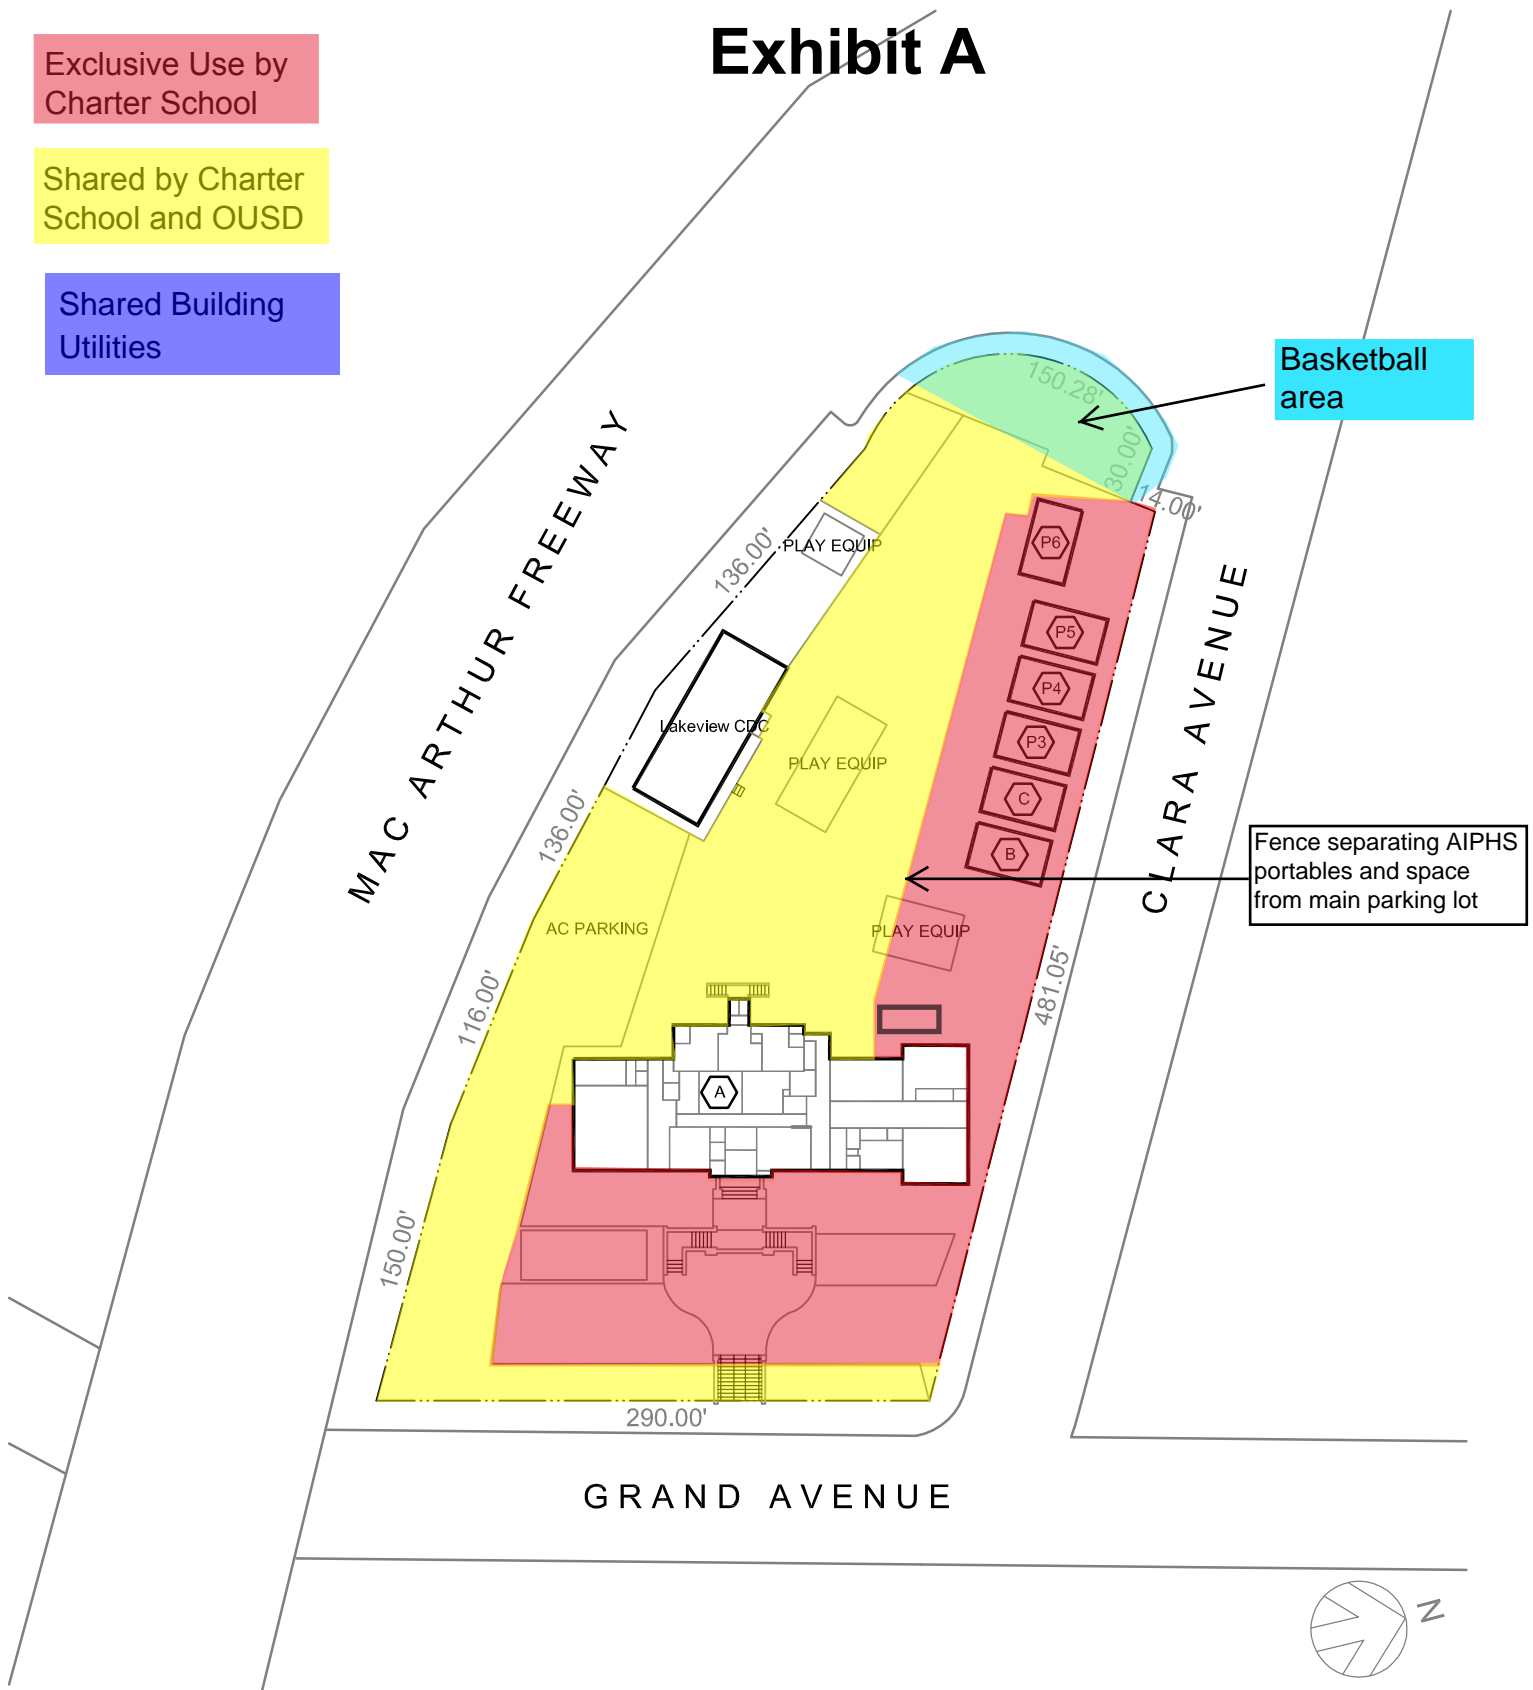 Exhibit A
Exclusive Use by
Charter School
Shared by Charter
School and OUSD
Shared Building
Utilities
Basketball
area
150.28'
30.00'
14.00'
136.00'
PLAY EQUIP
P6
P5
P4
P3
C
B
MAC ARTHUR FREEWAY
CLARA AVENUE
Lakeview CDC
PLAY EQUIP
136.00'
Fence separating AIPHS
portables and space
from main parking lot
AC PARKING
PLAY EQUIP
116.00'
481.05'
A
150.00'
290.00'
GRAND AVENUE
N